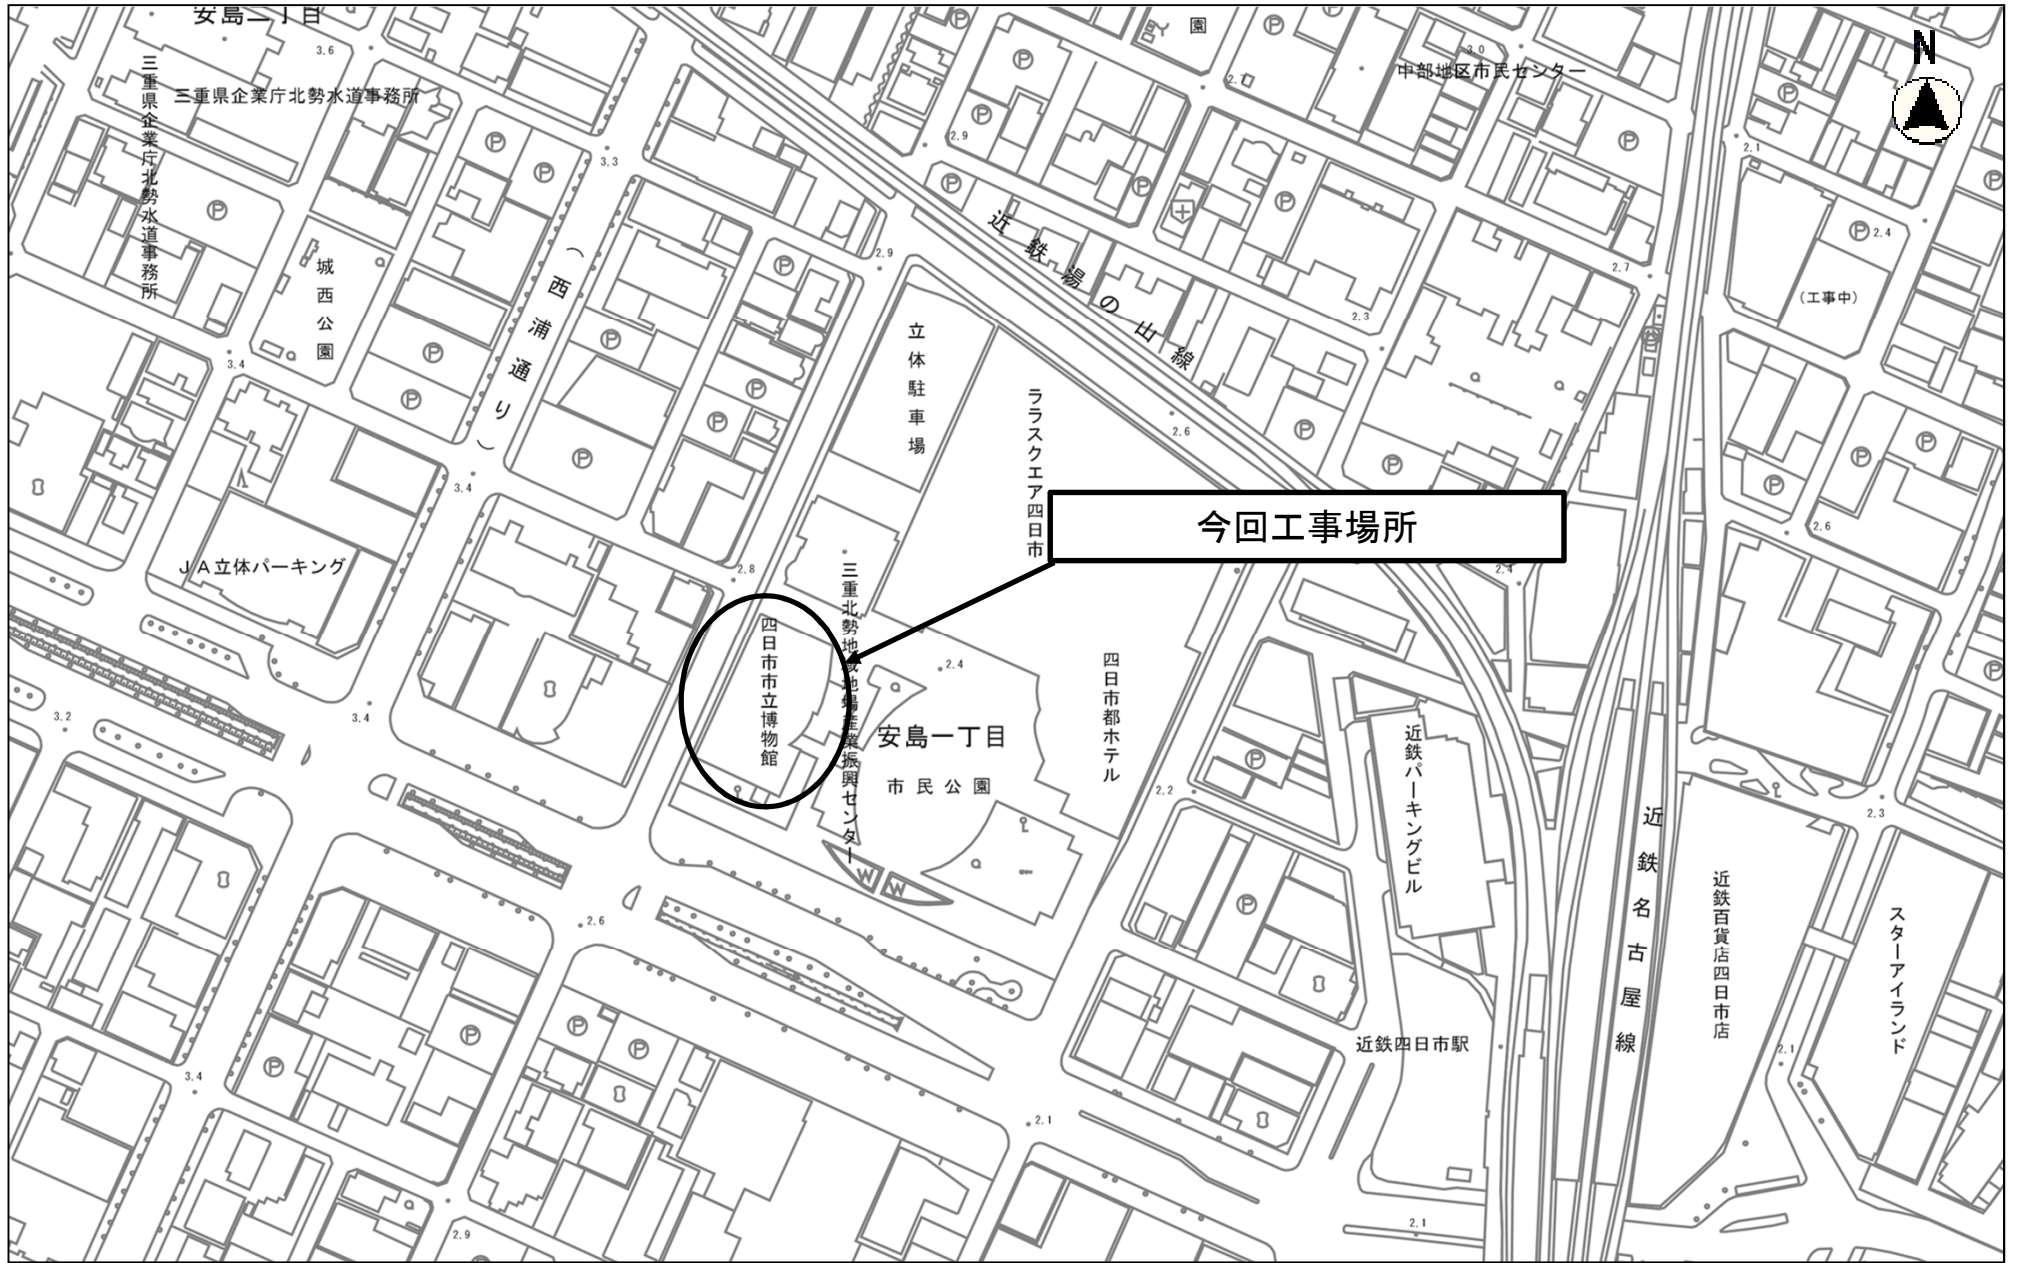 安島二丁目
園
N
3.6
3.0
中部地区市民センター
三重県企業庁北勢水道事務所
三重県企業庁北勢水道事務所
2.7
2.9
2.1
3.3
近鉄湯の山線
2.4
2.9
2.7
城西公園
(西浦通り)
(工事中)
2.3
立体駐車場
3.4
ララスクエア四日市
2.6
3.4
今回工事場所
2.6
JA立体パーキング
2.8
2.4
三重北勢地域地場産業振興センター
四日市市立博物館
2.4
四日市都ホテル
3.2
3.4
安島一丁目
市民公園
近鉄パーキングビル
2.2
近鉄名古屋線
2.3
近鉄百貨店四日市店
スターアイランド
2.6
近鉄四日市駅
2.1
3.4
2.1
2.1
2.9